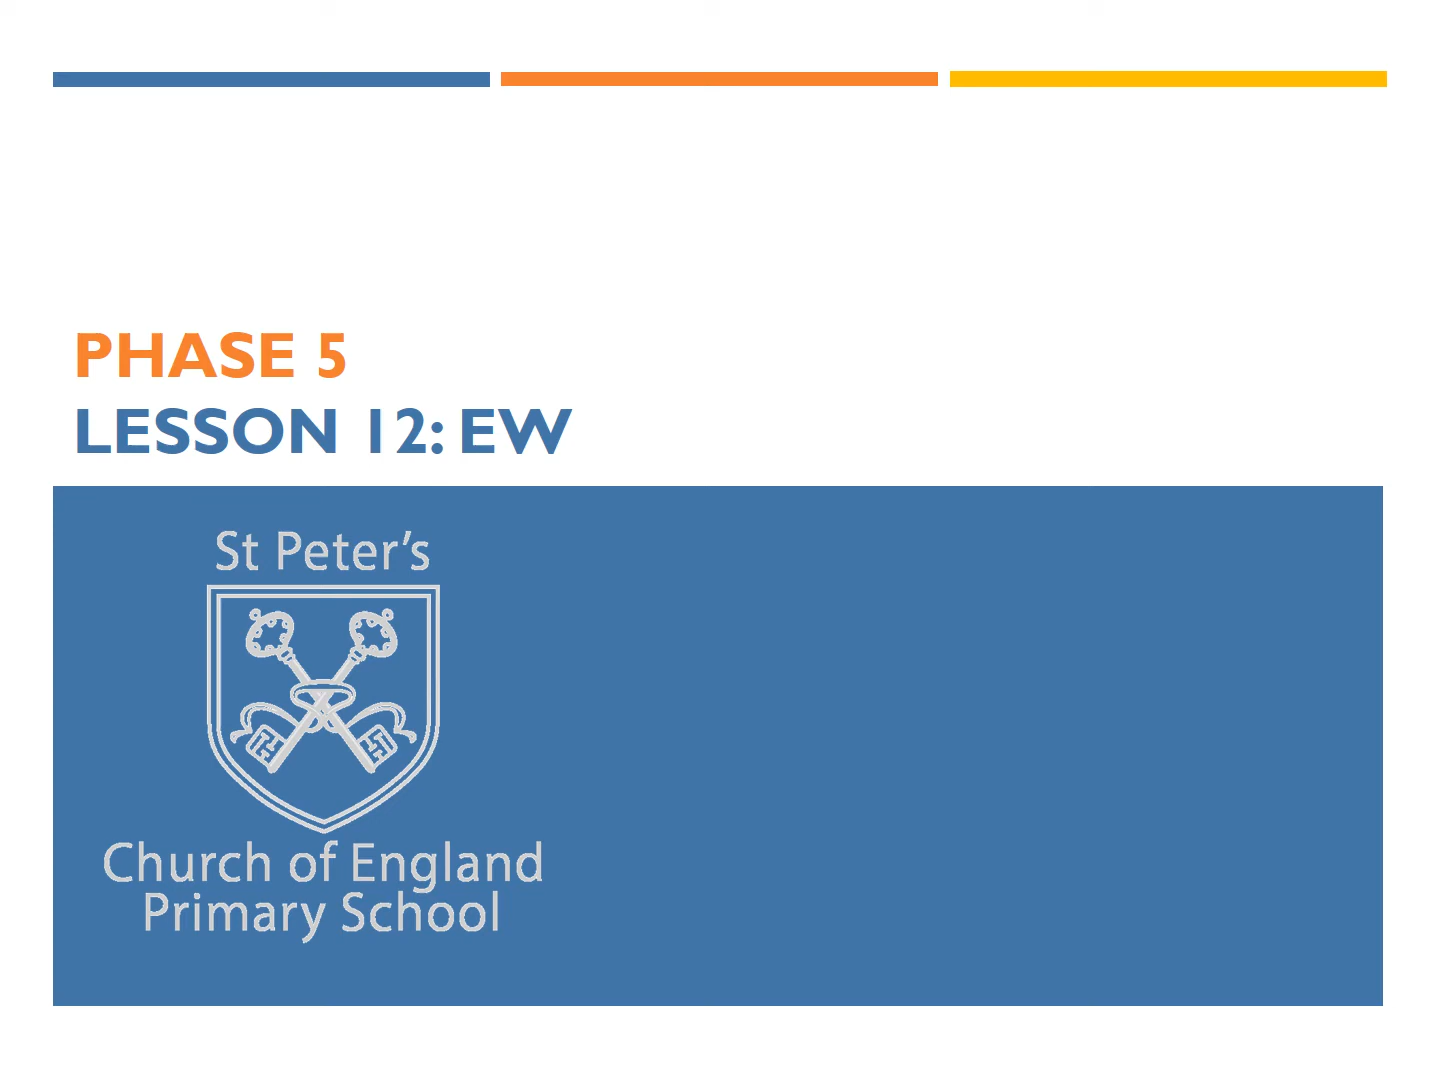 PHASE 5
LESSON 12: EW
St Peter's
Church of England
Primary School